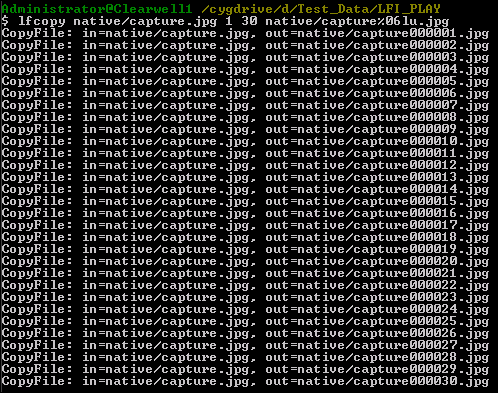 Administrator@Clearwell1 /cygdrive/d/Test_Data/LFI_PLAY
$ lfcopy native/capture.jpg 1 30 native/capture%06lu.jpg
CopyFile: in=native/capture.jpg, out=native/capture000001.jpg
CopyFile: in=native/capture.jpg, out=native/capture000002.jpg
CopyFile: in=native/capture.jpg, out=native/capture000003.jpg
CopyFile: in=native/capture.jpg, out=native/capture000004.jpg
CopyFile: in=native/capture.jpg, out=native/capture000005.jpg
CopyFile: in=native/capture.jpg, out=native/capture000006.jpg
CopyFile: in=native/capture.jpg, out=native/capture000007.jpg
CopyFile: in=native/capture.jpg, out=native/capture000008.jpg
CopyFile: in=native/capture.jpg, out=native/capture000009.jpg
CopyFile: in=native/capture.jpg, out=native/capture000010.jpg
CopyFile: in=native/capture.jpg, out=native/capture000011.jpg
CopyFile: in=native/capture.jpg, out=native/capture000012.jpg
CopyFile: in=native/capture.jpg, out=native/capture000013.jpg
CopyFile: in=native/capture.jpg, out=native/capture000014.jpg
CopyFile: in=native/capture.jpg, out=native/capture000015.jpg
CopyFile: in=native/capture.jpg, out=native/capture000016.jpg
CopyFile: in=native/capture.jpg, out=native/capture000017.jpg
CopyFile: in=native/capture.jpg, out=native/capture000018.jpg
CopyFile: in=native/capture.jpg, out=native/capture000019.jpg
CopyFile: in=native/capture.jpg, out=native/capture000020.jpg
CopyFile: in=native/capture.jpg, out=native/capture000021.jpg
CopyFile: in=native/capture.jpg, out=native/capture000022.jpg
CopyFile: in=native/capture.jpg, out=native/capture000023.jpg
CopyFile: in=native/capture.jpg, out=native/capture000024.jpg
CopyFile: in=native/capture.jpg, out=native/capture000025.jpg
CopyFile: in=native/capture.jpg, out=native/capture000026.jpg
CopyFile: in=native/capture.jpg, out=native/capture000027.jpg
CopyFile: in=native/capture.jpg, out=native/capture000028.jpg
CopyFile: in=native/capture.jpg, out=native/capture000029.jpg
CopyFile: in=native/capture.jpg, out=native/capture000030.jpg